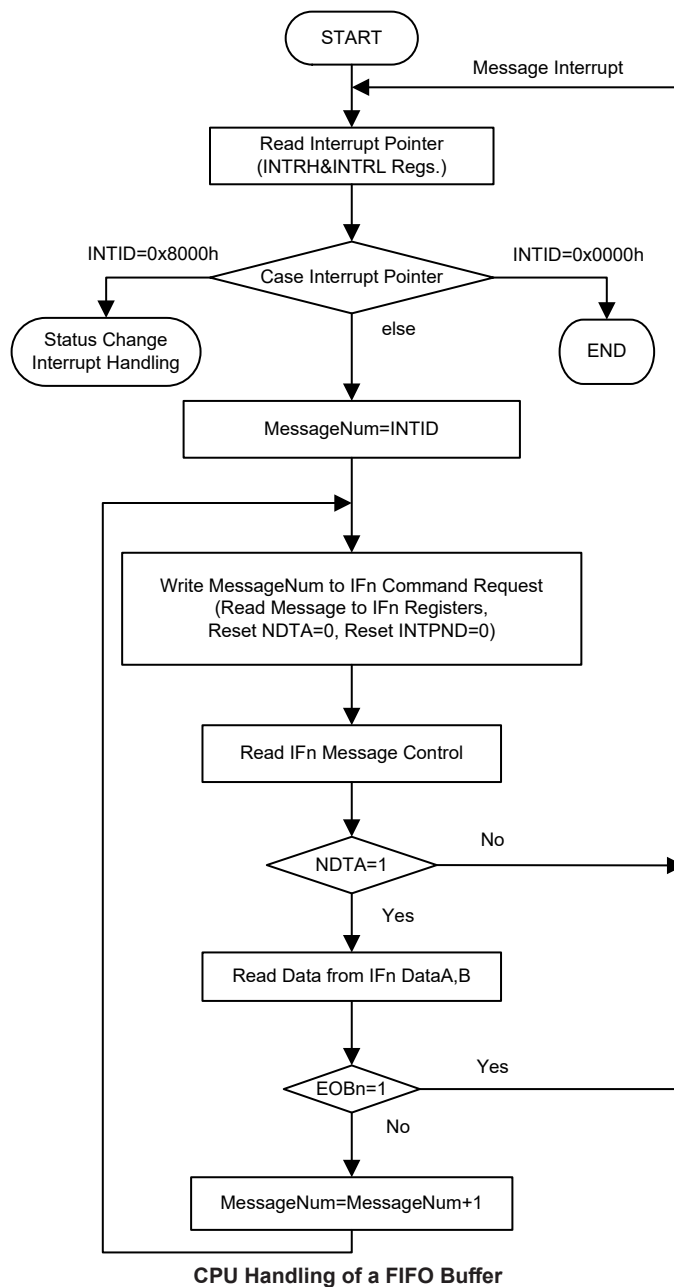 START
Message Interrupt
Read Interrupt Pointer
(INTRH&INTRL Regs.)
INTID=0x8000h
INTID=0x0000h
Case Interrupt Pointer
Status Change
Interrupt Handling
else
END
MessageNum=INTID
Write MessageNum to IFn Command Request
(Read Message to IFn Registers,
Reset NDTA=0, Reset INTPND=0)
Read IFn Message Control
NDTA=1
No
Yes
Read Data from IFn DataA,B
EOBn=1
Yes
No
MessageNum=MessageNum+1
CPU Handling of a FIFO Buffer